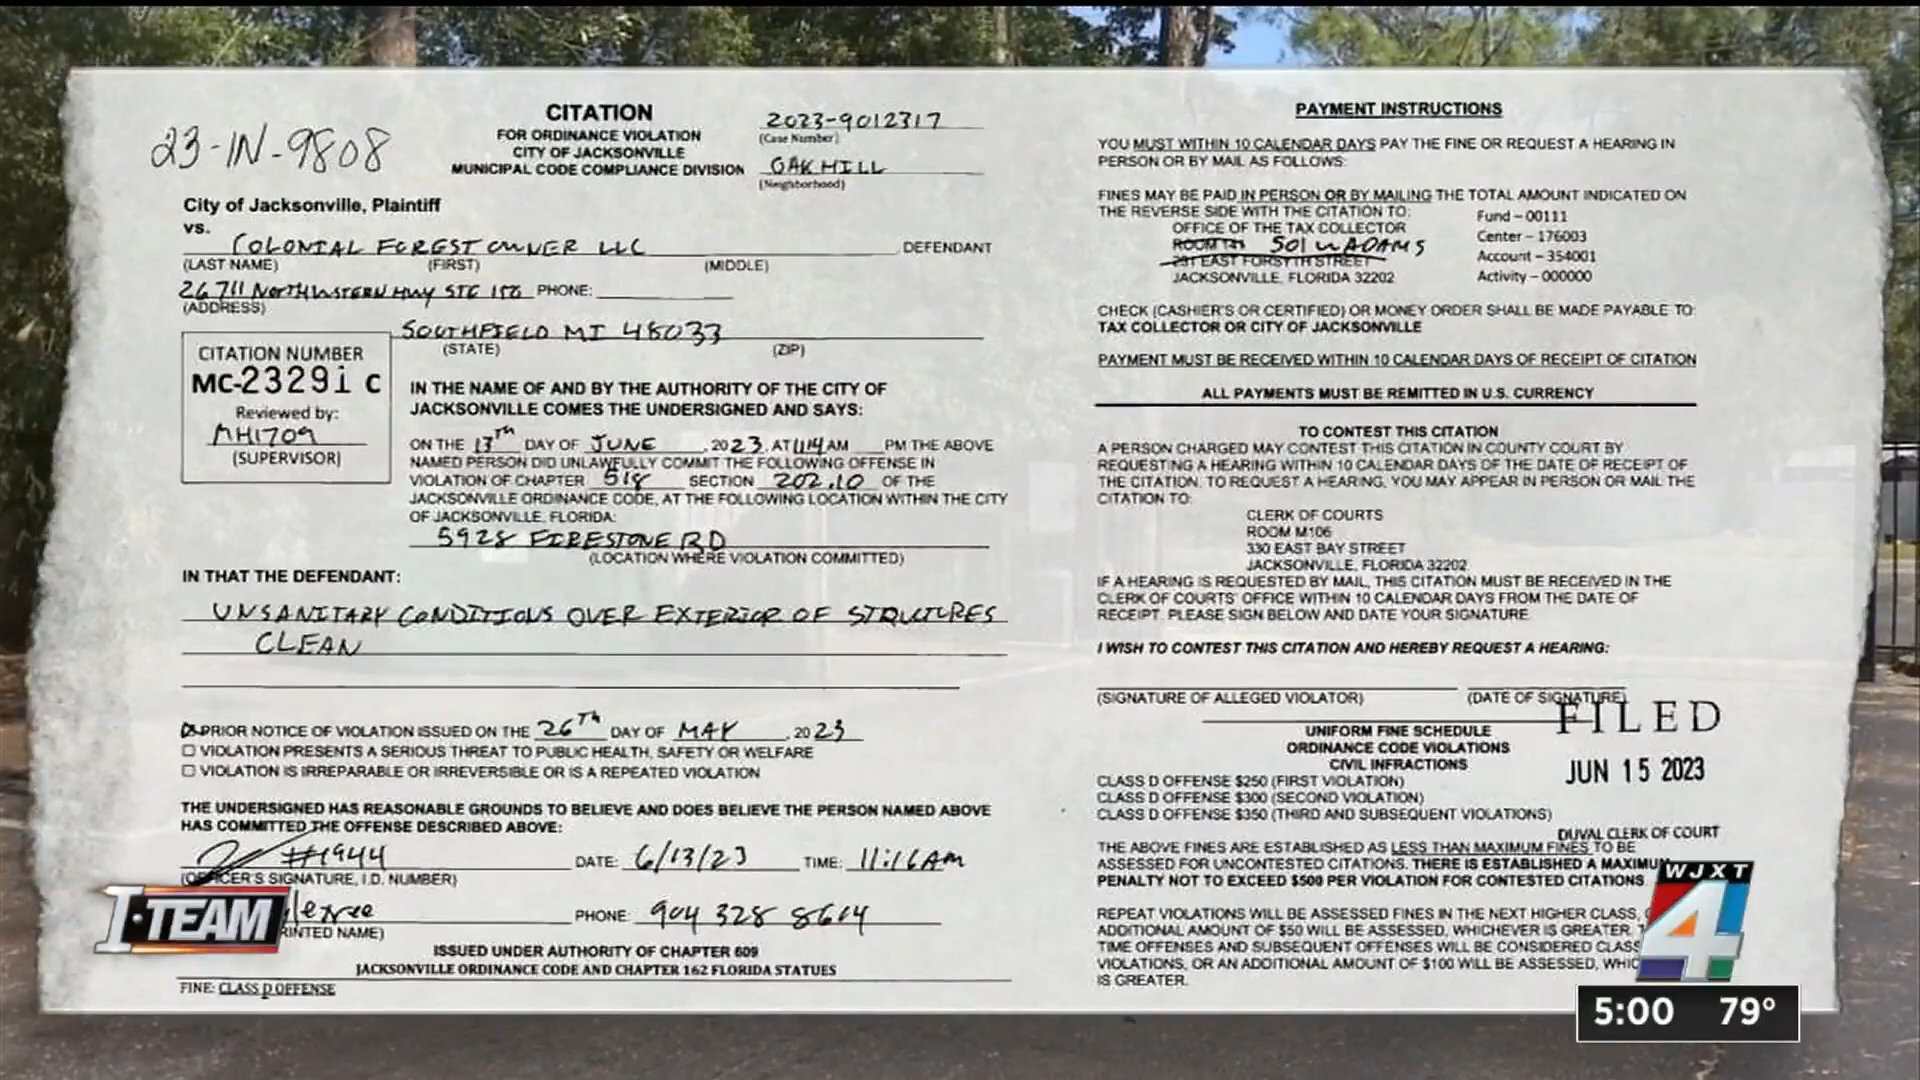 23-IN-9808
CITATION
FOR ORDINANCE VIOLATION
CITY OF JACKSONVILLE
MUNICIPAL CODE COMPLIANCE DIVISION
2023-9012317
(Case Number)
OAK HILL
(Neighborhood)
City of Jacksonville, Plaintiff
vs.
COLONIAL FOREST OWNER LLC DEFENDANT
(LAST NAME) (FIRST) (MIDDLE)
26711 NORTHWESTERN HWY STE 150 PHONE:
(ADDRESS)
SOUTHFIELD MI 48033
(STATE) (ZIP)
CITATION NUMBER
MC-23291 C
Reviewed by:
MH1709
(SUPERVISOR)
IN THE NAME OF AND BY THE AUTHORITY OF THE CITY OF
JACKSONVILLE COMES THE UNDERSIGNED AND SAYS:
ON THE 13th DAY OF JUNE, 2023. AT 1114 AM PM THE ABOVE
NAMED PERSON DID UNLAWFULLY COMMIT THE FOLLOWING OFFENSE IN
VIOLATION OF CHAPTER 518 SECTION 202.10 OF THE
JACKSONVILLE ORDINANCE CODE, AT THE FOLLOWING LOCATION WITHIN THE CITY
OF JACKSONVILLE, FLORIDA:
5928 FIRESTONE RD
(LOCATION WHERE VIOLATION COMMITTED)
IN THAT THE DEFENDANT:
UNSANITARY CONDITIONS OVER EXTERIOR OF STRUCTURES
CLEAN
PRIOR NOTICE OF VIOLATION ISSUED ON THE 26Th DAY OF MAY, 2023
☐ VIOLATION PRESENTS A SERIOUS THREAT TO PUBLIC HEALTH, SAFETY OR WELFARE
☐ VIOLATION IS IRREPARABLE OR IRREVERSIBLE OR IS A REPEATED VIOLATION
THE UNDERSIGNED HAS REASONABLE GROUNDS TO BELIEVE AND DOES BELIEVE THE PERSON NAMED ABOVE
HAS COMMITTED THE OFFENSE DESCRIBED ABOVE:
#1944 DATE: 6/13/23 TIME: 11:16AM
(OFFICER'S SIGNATURE, I.D. NUMBER)
PHONE: 904 328 8604
RINTED NAME)
ISSUED UNDER AUTHORITY OF CHAPTER 609
JACKSONVILLE ORDINANCE CODE AND CHAPTER 162 FLORIDA STATUES
FINE: CLASS D OFFENSE
PAYMENT INSTRUCTIONS
YOU MUST WITHIN 10 CALENDAR DAYS PAY THE FINE OR REQUEST A HEARING IN
PERSON OR BY MAIL AS FOLLOWS:
FINES MAY BE PAID IN PERSON OR BY MAILING THE TOTAL AMOUNT INDICATED ON
THE REVERSE SIDE WITH THE CITATION TO:
OFFICE OF THE TAX COLLECTOR
ROOM 141 501 W ADAMS
231 EAST FORSYTH STREET
JACKSONVILLE, FLORIDA 32202
Fund – 00111
Center – 176003
Account – 354001
Activity – 000000
CHECK (CASHIER'S OR CERTIFIED) OR MONEY ORDER SHALL BE MADE PAYABLE TO:
TAX COLLECTOR OR CITY OF JACKSONVILLE
PAYMENT MUST BE RECEIVED WITHIN 10 CALENDAR DAYS OF RECEIPT OF CITATION
ALL PAYMENTS MUST BE REMITTED IN U.S. CURRENCY
TO CONTEST THIS CITATION
A PERSON CHARGED MAY CONTEST THIS CITATION IN COUNTY COURT BY
REQUESTING A HEARING WITHIN 10 CALENDAR DAYS OF THE DATE OF RECEIPT OF
THE CITATION. TO REQUEST A HEARING, YOU MAY APPEAR IN PERSON OR MAIL THE
CITATION TO:
CLERK OF COURTS
ROOM M106
330 EAST BAY STREET
JACKSONVILLE, FLORIDA 32202
IF A HEARING IS REQUESTED BY MAIL, THIS CITATION MUST BE RECEIVED IN THE
CLERK OF COURTS' OFFICE WITHIN 10 CALENDAR DAYS FROM THE DATE OF
RECEIPT. PLEASE SIGN BELOW AND DATE YOUR SIGNATURE.
I WISH TO CONTEST THIS CITATION AND HEREBY REQUEST A HEARING:
(SIGNATURE OF ALLEGED VIOLATOR) (DATE OF SIGNATURE)
FILED
JUN 15 2023
DUVAL CLERK OF COURT
UNIFORM FINE SCHEDULE
ORDINANCE CODE VIOLATIONS
CIVIL INFRACTIONS
CLASS D OFFENSE $250 (FIRST VIOLATION)
CLASS D OFFENSE $300 (SECOND VIOLATION)
CLASS D OFFENSE $350 (THIRD AND SUBSEQUENT VIOLATIONS)
THE ABOVE FINES ARE ESTABLISHED AS LESS THAN MAXIMUM FINES TO BE
ASSESSED FOR UNCONTESTED CITATIONS. THERE IS ESTABLISHED A MAXIMUM
PENALTY NOT TO EXCEED $500 PER VIOLATION FOR CONTESTED CITATIONS.
REPEAT VIOLATIONS WILL BE ASSESSED FINES IN THE NEXT HIGHER CLASS,
ADDITIONAL AMOUNT OF $50 WILL BE ASSESSED, WHICHEVER IS GREATER.
TIME OFFENSES AND SUBSEQUENT OFFENSES WILL BE CONSIDERED CLASS
VIOLATIONS, OR AN ADDITIONAL AMOUNT OF $100 WILL BE ASSESSED, WHIC
IS GREATER.
I-TEAM
WJXT
4
5:00 79°